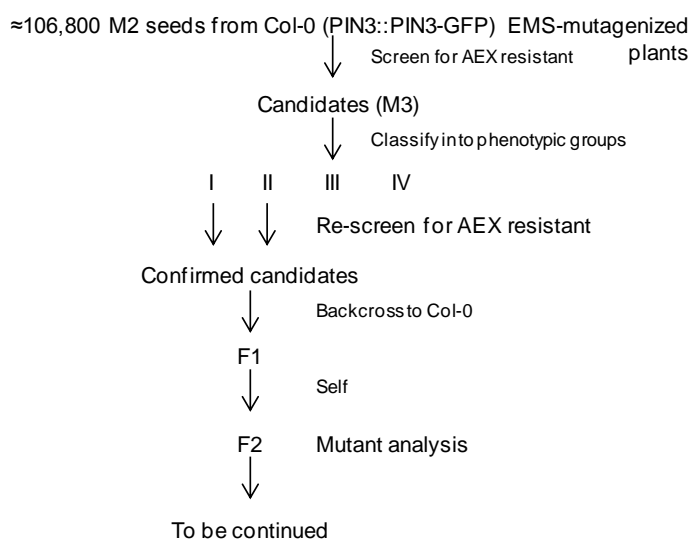 ≈106,800 M2 seeds from Col-0 (PIN3::PIN3-GFP) EMS-mutagenized
plants
Screen for AEX resistant
Candidates (M3)
Classify into phenotypic groups
I II III IV
Re-screen for AEX resistant
Confirmed candidates
Backcross to Col-0
F1
Self
F2 Mutant analysis
To be continued